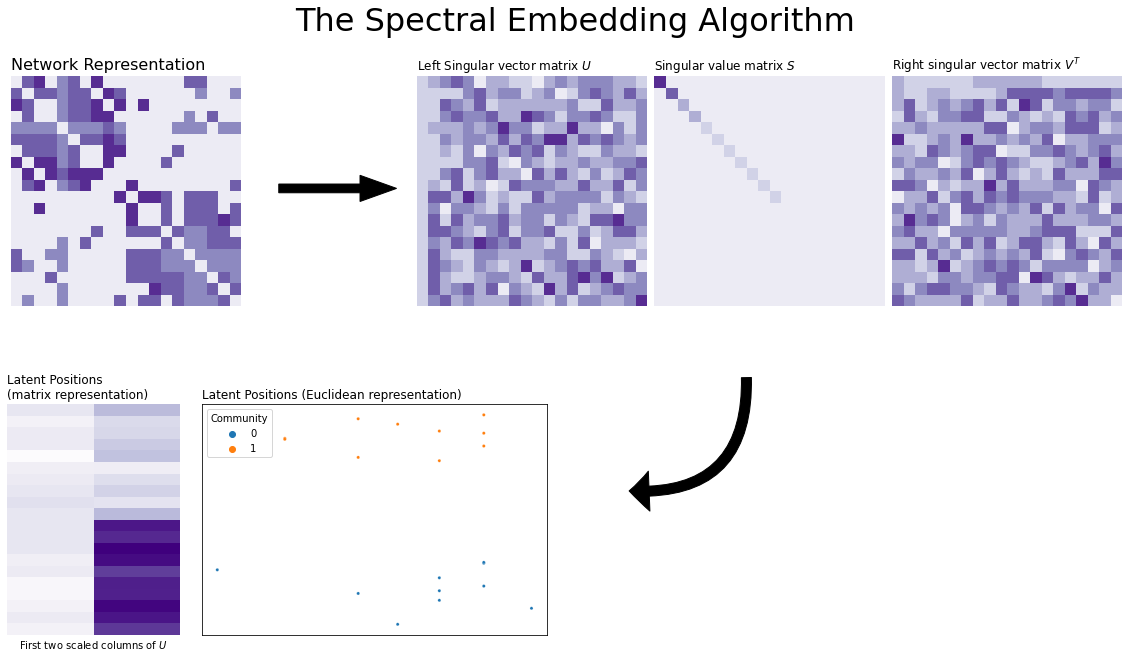 The Spectral Embedding Algorithm
Network Representation
Left Singular vector matrix U
Singular value matrix S
Right singular vector matrix V^T
Latent Positions
(matrix representation)
First two scaled columns of U
Latent Positions (Euclidean representation)
Community
0
1